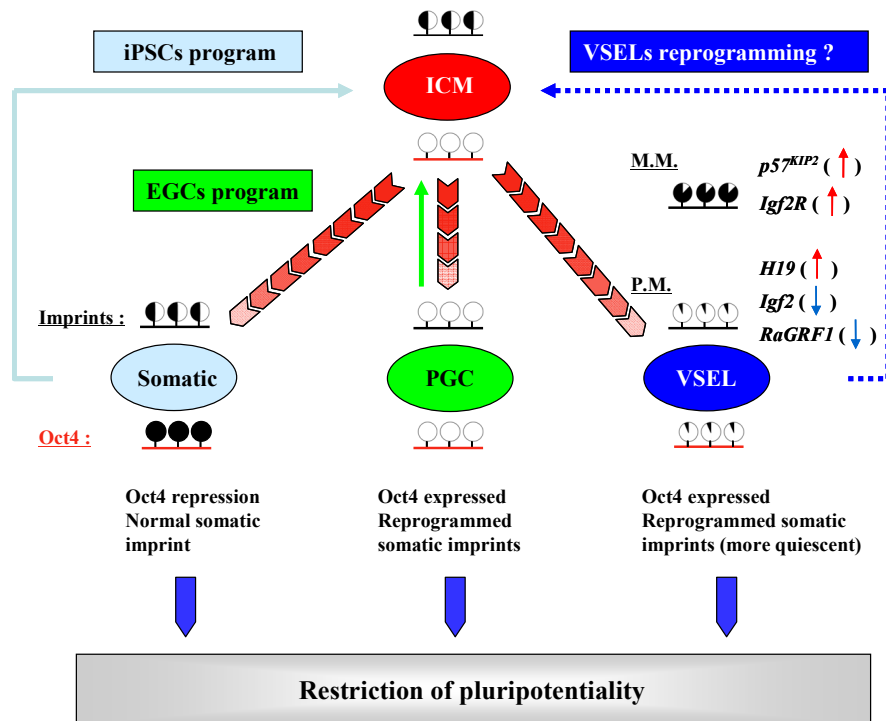 iPSCs program
VSELs reprogramming ?
ICM
EGCs program
M.M.
p57KIP2 (↑)
Igf2R (↑)
P.M.
H19 (↑)
Igf2 (↓)
RaGRF1 (↓)
Imprints :
Somatic
PGC
VSEL
Oct4 :
Oct4 repression
Normal somatic
imprint
Oct4 expressed
Reprogrammed
somatic imprints
Oct4 expressed
Reprogrammed somatic
imprints (more quiescent)
Restriction of pluripotentiality